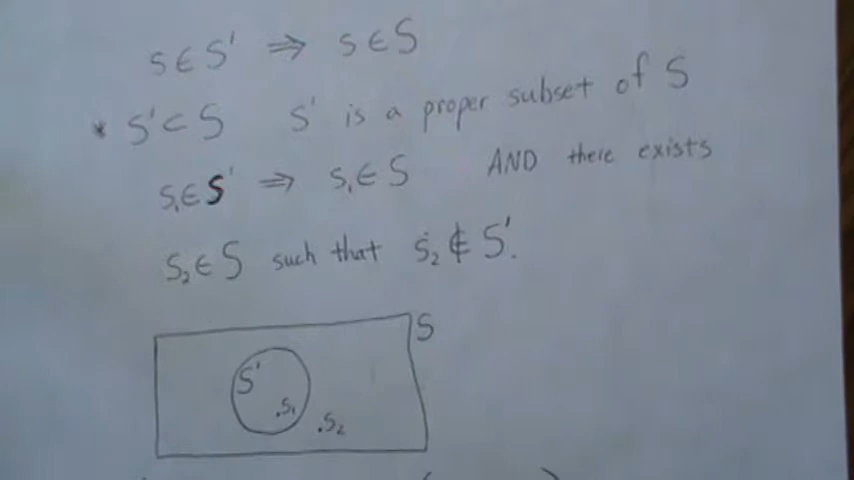 s ∈ S' ⇒ s ∈ S
* S' ⊂ S S' is a proper subset of S
s₁ ∈ S' ⇒ s₁ ∈ S AND there exists
s₂ ∈ S such that s₂ ∉ S'.
S
S'
.s₁
.s₂